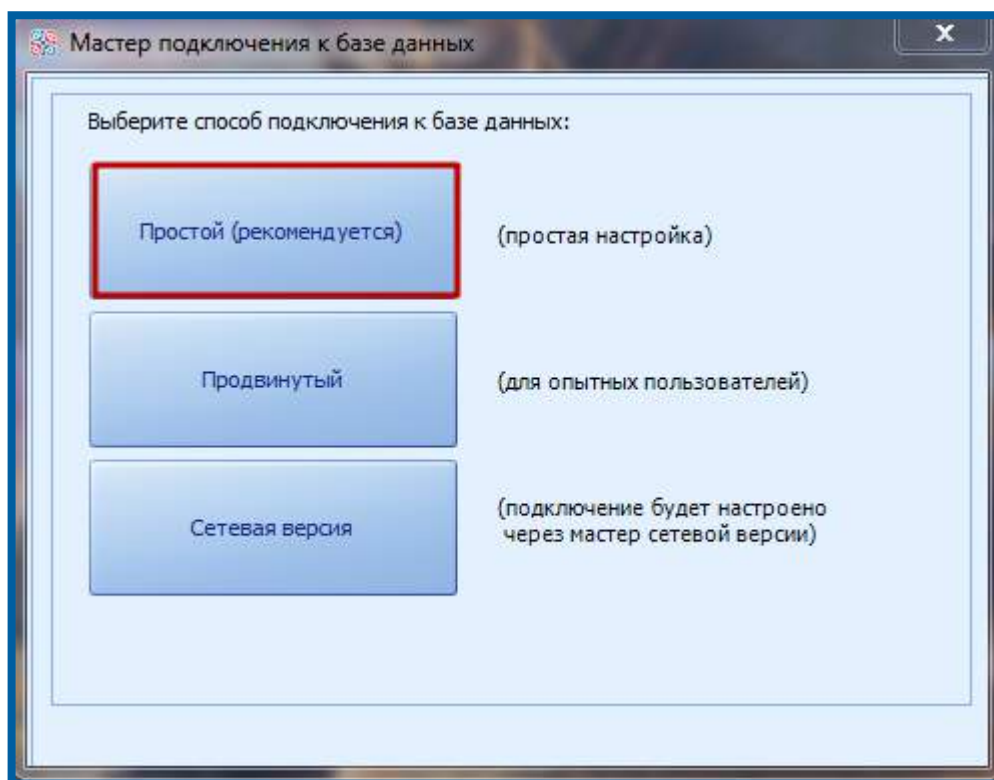 Мастер подключения к базе данных
Выберите способ подключения к базе данных:
Простой (рекомендуется)
(простая настройка)
Продвинутый
(для опытных пользователей)
Сетевая версия
(подключение будет настроено
через мастер сетевой версии)